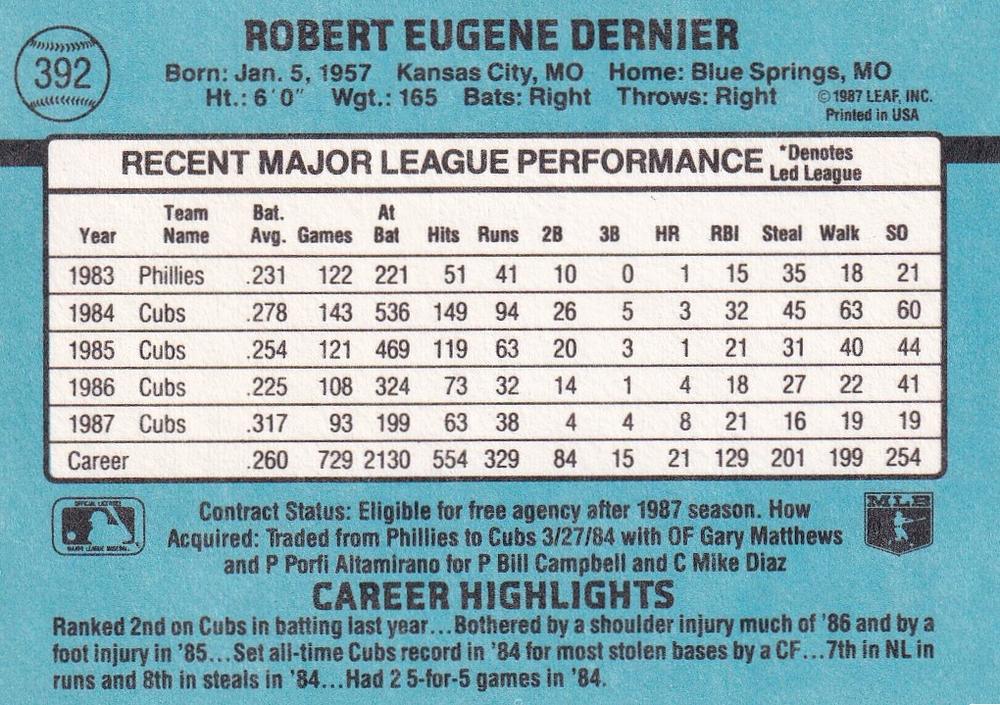 392
ROBERT EUGENE DERNIER
Born: Jan. 5, 1957 Kansas City, MO Home: Blue Springs, MO
Ht.: 6'0" Wgt.: 165 Bats: Right Throws: Right
©1987 LEAF, INC.
Printed in USA
RECENT MAJOR LEAGUE PERFORMANCE *Denotes
Led League
Year Team Name Bat. Avg. Games At Bat Hits Runs 2B 3B HR RBI Steal Walk SO
1983 Phillies .231 122 221 51 41 10 0 1 15 35 18 21
1984 Cubs .278 143 536 149 94 26 5 3 32 45 63 60
1985 Cubs .254 121 469 119 63 20 3 1 21 31 40 44
1986 Cubs .225 108 324 73 32 14 1 4 18 27 22 41
1987 Cubs .317 93 199 63 38 4 4 8 21 16 19 19
Career .260 729 2130 554 329 84 15 21 129 201 199 254
Contract Status: Eligible for free agency after 1987 season. How
Acquired: Traded from Phillies to Cubs 3/27/84 with OF Gary Matthews
and P Porfi Altamirano for P Bill Campbell and C Mike Diaz
MLB
CAREER HIGHLIGHTS
Ranked 2nd on Cubs in batting last year...Bothered by a shoulder injury much of '86 and by a
foot injury in '85...Set all-time Cubs record in '84 for most stolen bases by a CF...7th in NL in
runs and 8th in steals in '84...Had 2 5-for-5 games in '84.